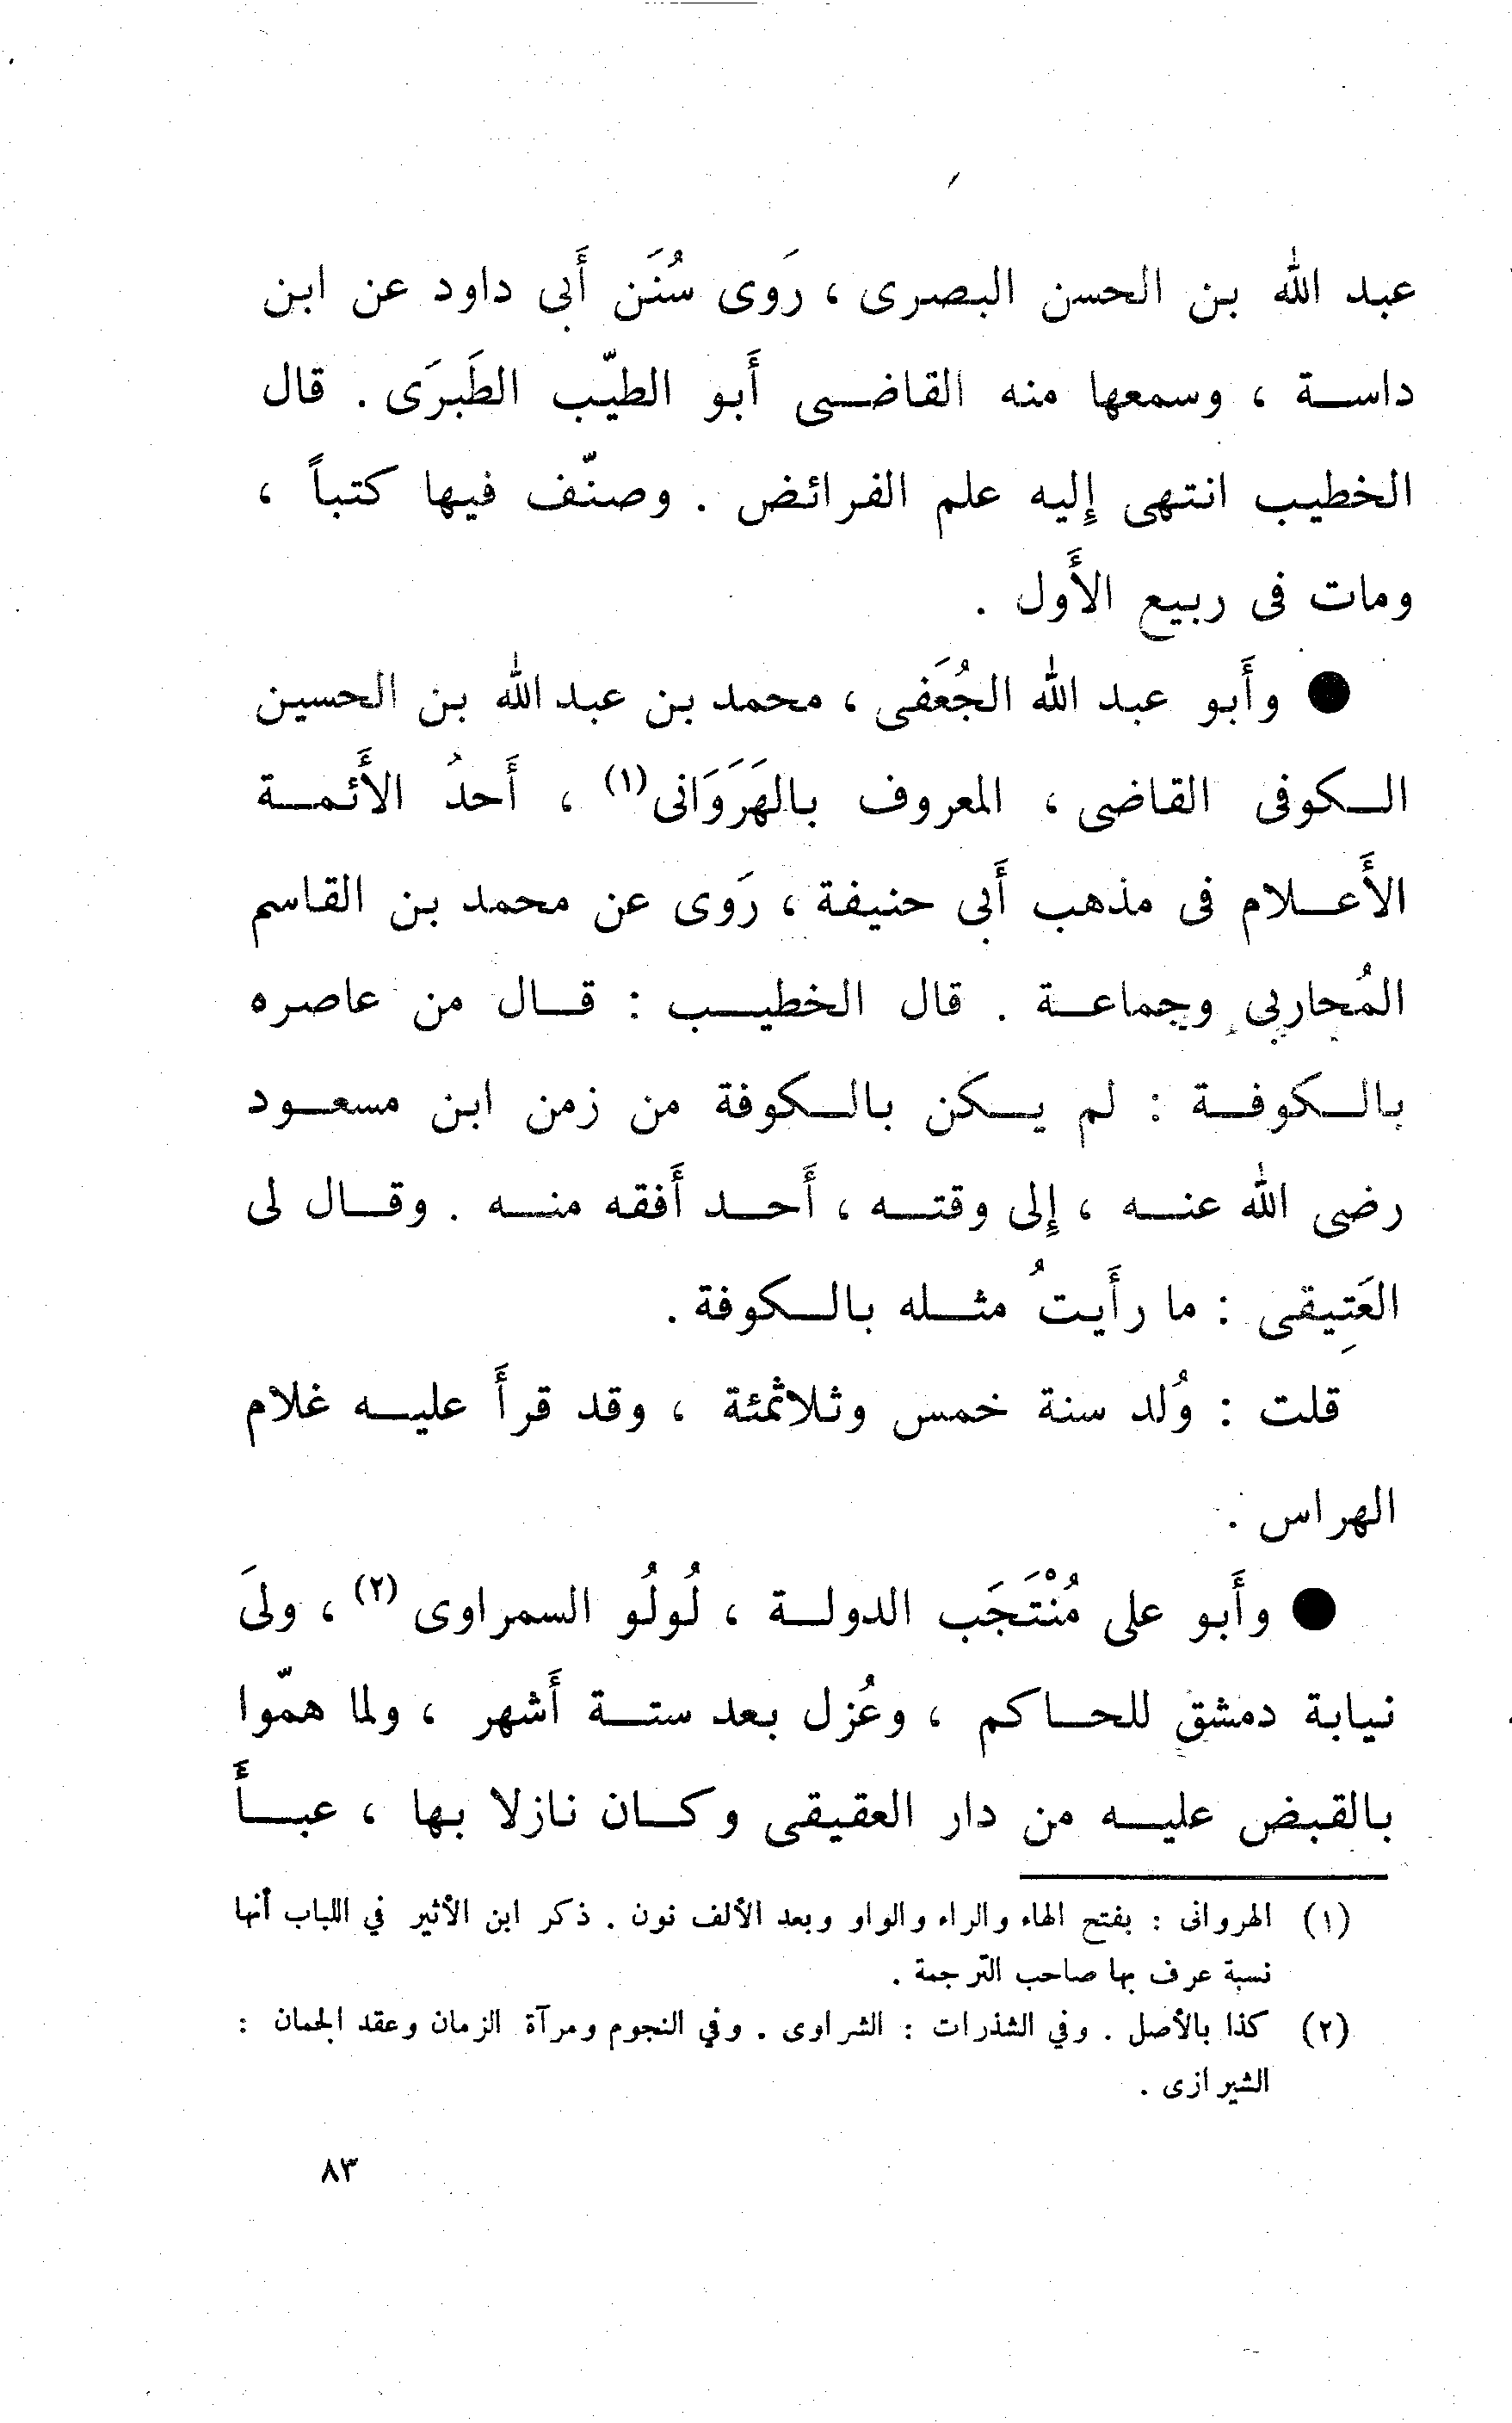 عبد الله بن الحسن البصرى ، رَوى سُنَن أَبى داود عن ابن
داسة ، وسمعها منه القاضى أَبو الطيّب الطَبرَى . قال
الخطيب انتهى إِليه علم الفرائض . وصنّف فيها كتباً ،
ومات فى ربيع الأَول .
● وأَبو عبد الله الجُعَفى ، محمد بن عبد الله بن الحسين
الكوفى القاضى ، المعروف بالهَرَوَانى(١) ، أَحدُ الأَئمة
الأَعلام فى مذهب أَبى حنيفة ، رَوى عن محمد بن القاسم
المُحاربى وجماعة . قال الخطيب : قال من عاصره
بالكوفة : لم يكن بالكوفة من زمن ابن مسعود
رضى الله عنه ، إِلى وقته ، أَحد أَفقه منه . وقال لى
العَتِيقى : ما رأَيتُ مثله بالكوفة .
قلت : وُلد سنة خمس وثلاثمئة ، وقد قرأَ عليه غلام
الهراس .
● وأَبو على مُنْتَجَب الدولة ، لُولُو السمراوى (٢) ، ولىَ
نيابة دمشق للحاكم ، وعُزل بعد ستة أَشهر ، ولما همّوا
بالقبض عليه من دار العقيقى وكان نازلا بها ، عبأَ
(١) الهروانى : بفتح الهاء والراء والواو وبعد الألف نون . ذكر ابن الأثير في اللباب أنها
نسبة عرف بها صاحب الترجمة .
(٢) كذا بالأصل . وفي الشذرات : الشراوى . وفي النجوم ومرآة الزمان وعقد الجمان :
الشيرازى .
٨٣